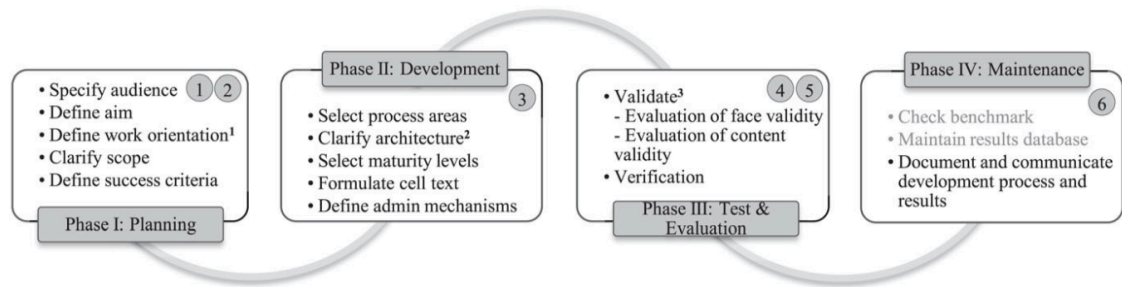 1 2
• Specify audience
• Define aim
• Define work orientation¹
• Clarify scope
• Define success criteria
Phase I: Planning
Phase II: Development
3
• Select process areas
• Clarify architecture²
• Select maturity levels
• Formulate cell text
• Define admin mechanisms
4 5
• Validate³
- Evaluation of face validity
- Evaluation of content
validity
• Verification
Phase III: Test &
Evaluation
Phase IV: Maintenance
6
• Check benchmark
• Maintain results database
• Document and communicate
development process and
results